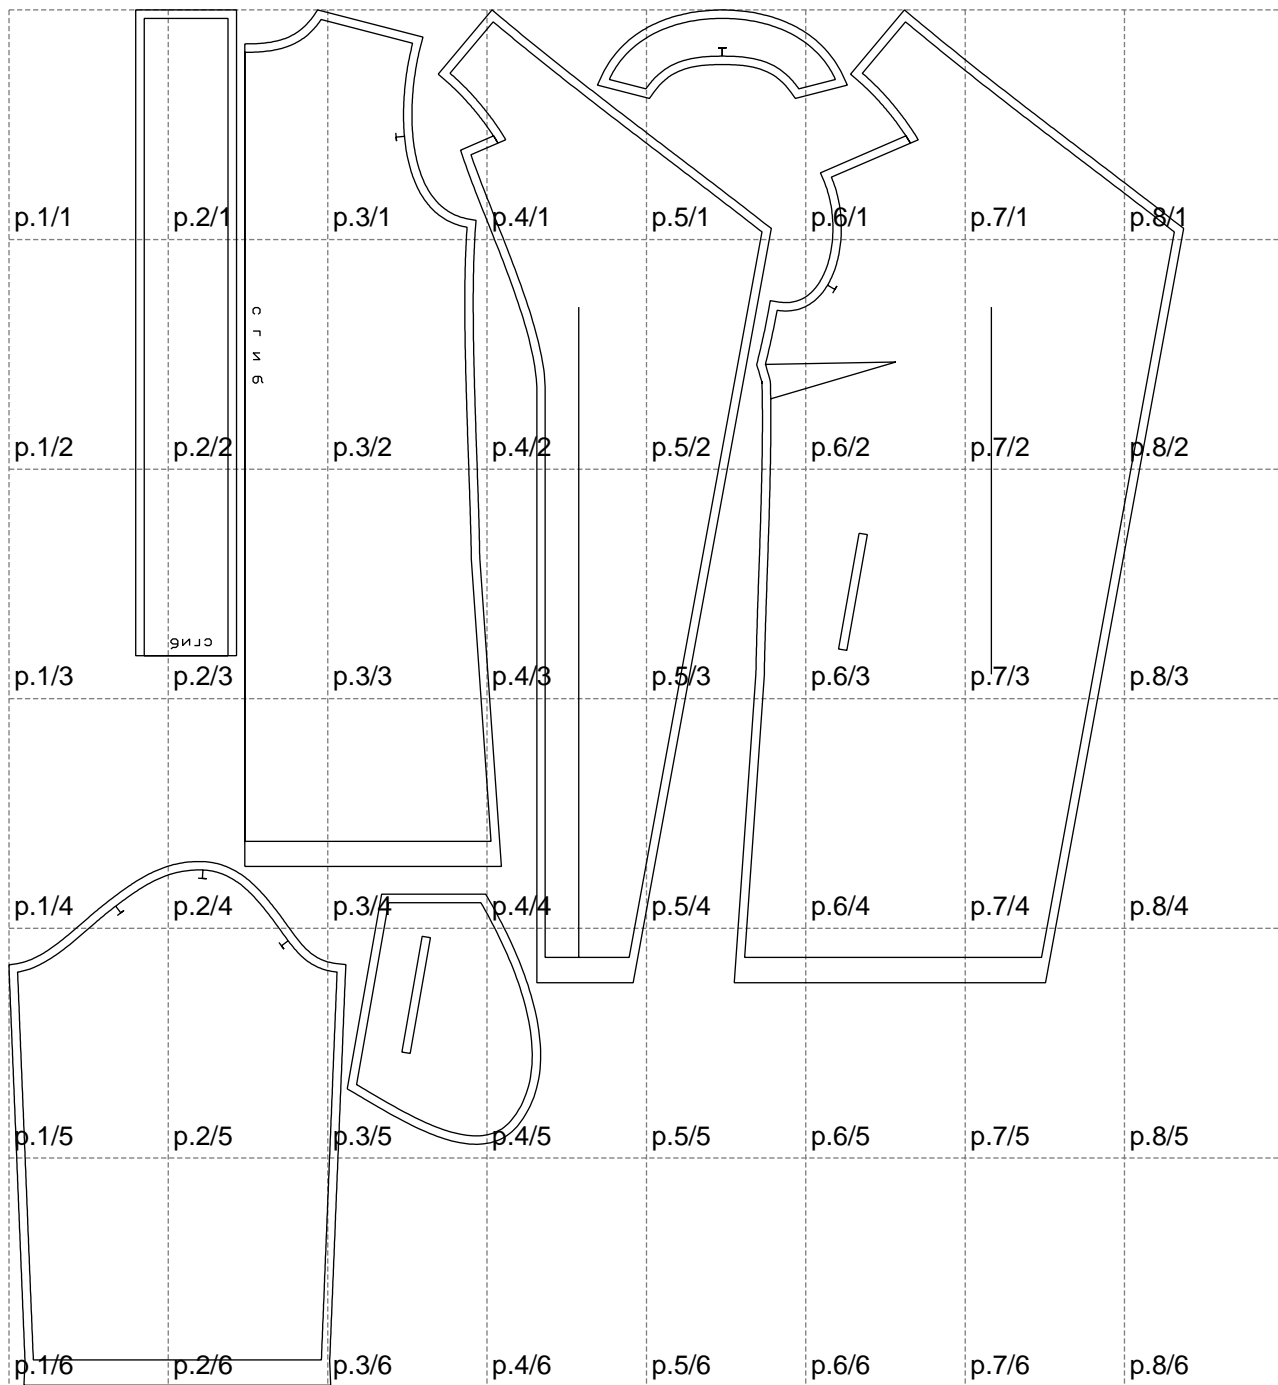 p.1/1 p.2/1 p.3/1 p.4/1 p.5/1 p.6/1 p.7/1 p.8/1
сгиб
p.1/2 p.2/2 p.3/2 p.4/2 p.5/2 p.6/2 p.7/2 p.8/2
сгиб
p.1/3 p.2/3 p.3/3 p.4/3 p.5/3 p.6/3 p.7/3 p.8/3
p.1/4 p.2/4 p.3/4 p.4/4 p.5/4 p.6/4 p.7/4 p.8/4
p.1/5 p.2/5 p.3/5 p.4/5 p.5/5 p.6/5 p.7/5 p.8/5
p.1/6 p.2/6 p.3/6 p.4/6 p.5/6 p.6/6 p.7/6 p.8/6